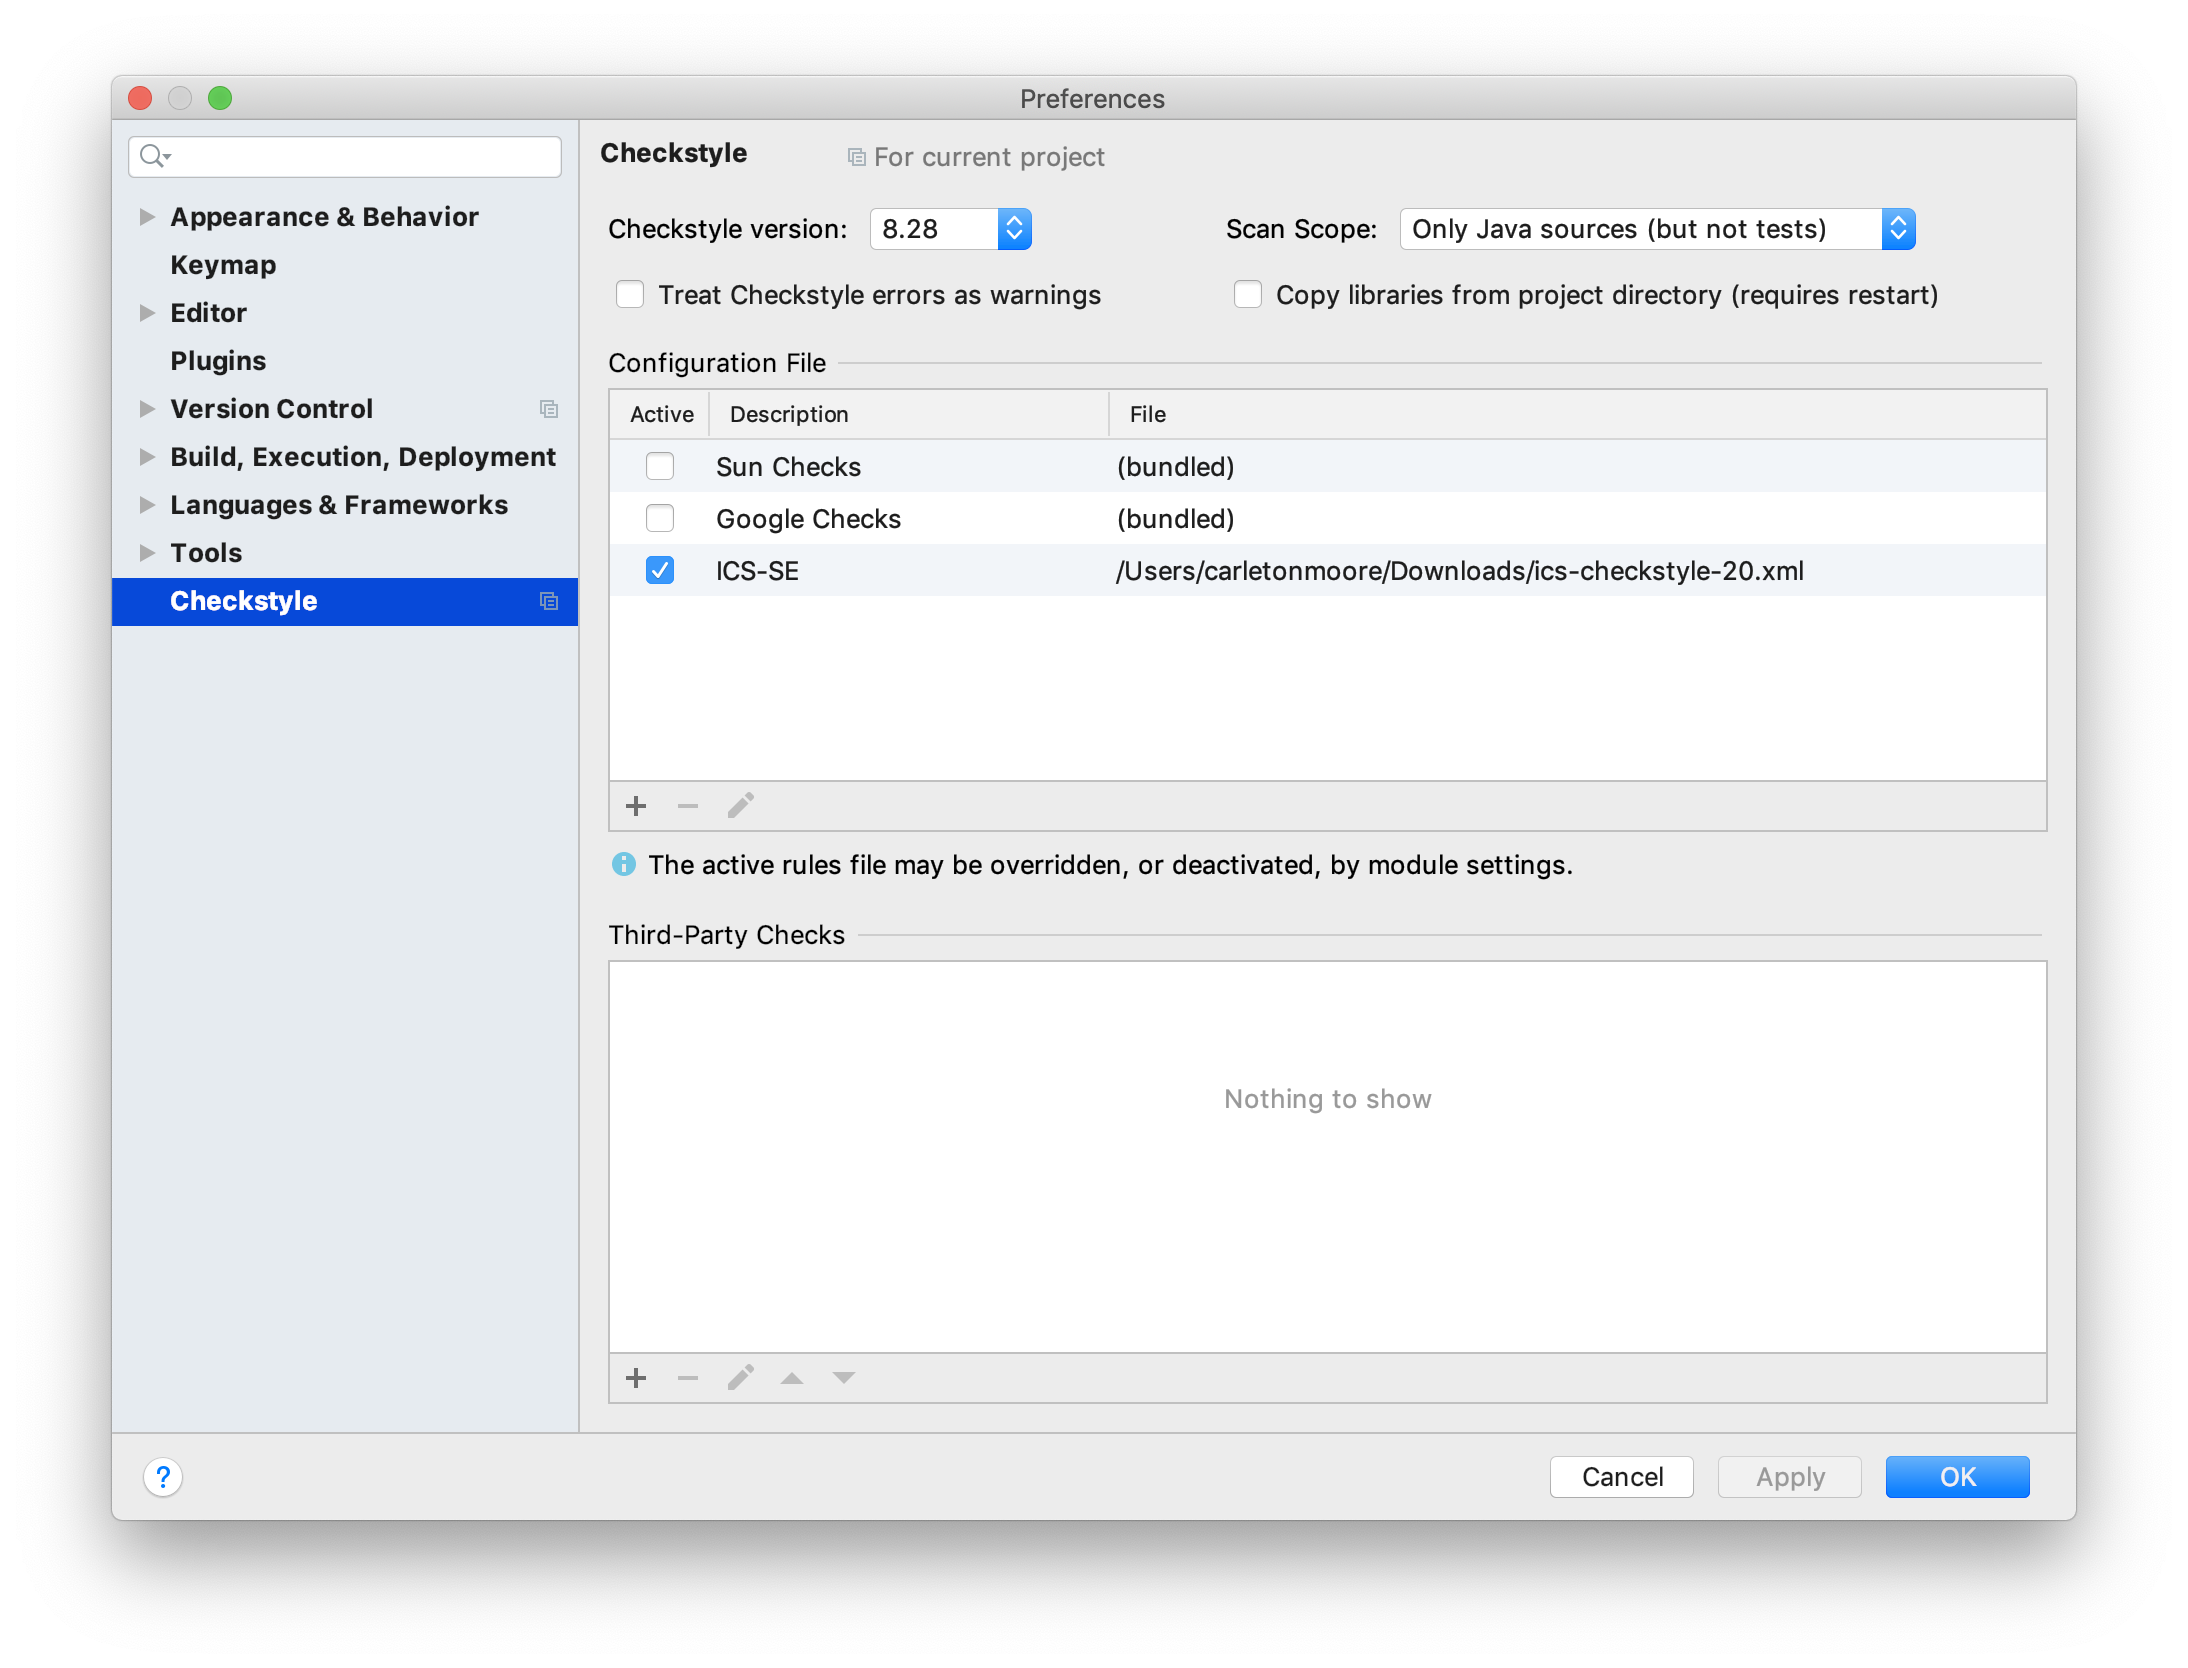 Preferences
Appearance & Behavior
Keymap
Editor
Plugins
Version Control
Build, Execution, Deployment
Languages & Frameworks
Tools
Checkstyle
Checkstyle For current project
Checkstyle version: 8.28 Scan Scope: Only Java sources (but not tests)
Treat Checkstyle errors as warnings Copy libraries from project directory (requires restart)
Configuration File
Active Description File
Sun Checks (bundled)
Google Checks (bundled)
ICS-SE /Users/carletonmoore/Downloads/ics-checkstyle-20.xml
The active rules file may be overridden, or deactivated, by module settings.
Third-Party Checks
Nothing to show
? Cancel Apply OK